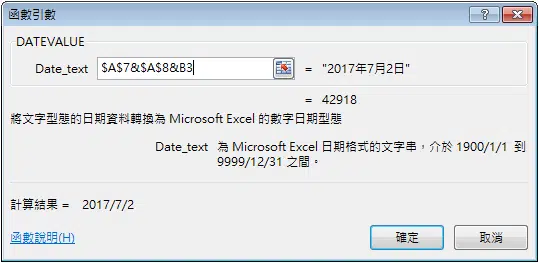 函數引數
DATEVALUE
Date_text $A$7&$A$8&B3 = "2017年7月2日"
= 42918
將文字型態的日期資料轉換為 Microsoft Excel 的數字日期型態
Date_text 為 Microsoft Excel 日期格式的文字串，介於 1900/1/1 到
9999/12/31 之間。
計算結果 = 2017/7/2
函數說明(H) 確定 取消